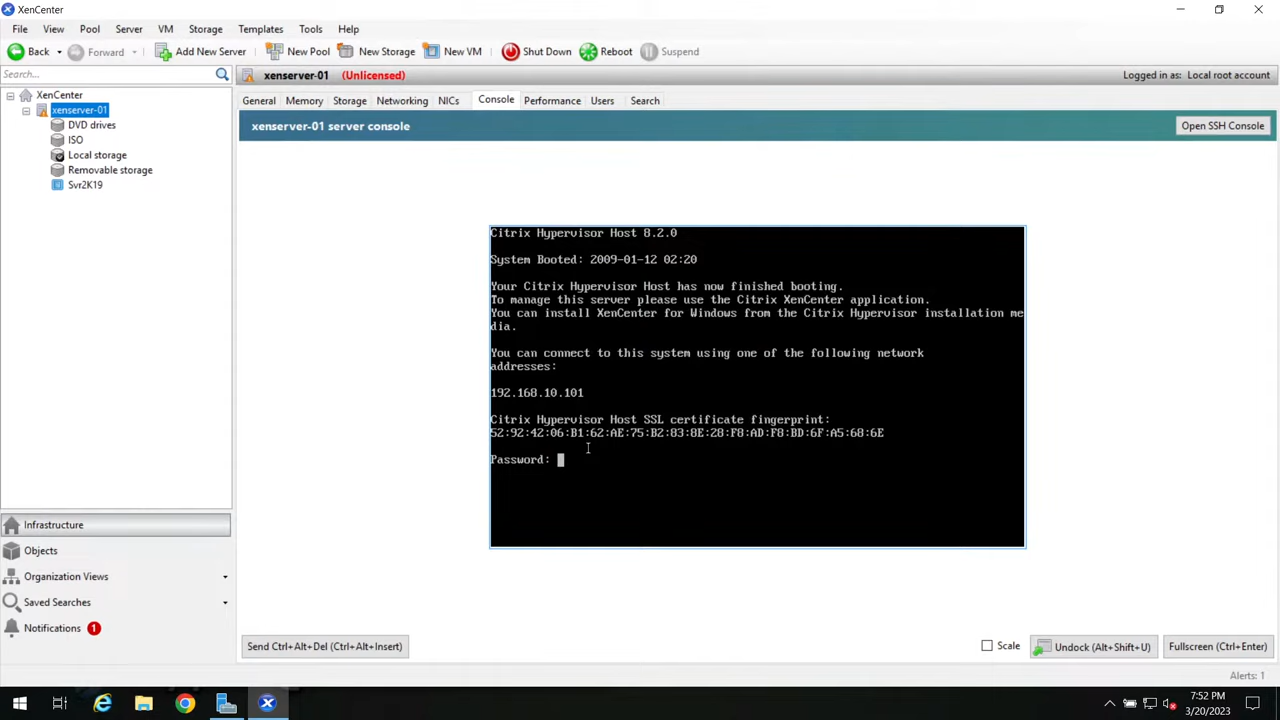 XenCenter
File View Pool Server VM Storage Templates Tools Help
Back Forward Add New Server New Pool New Storage New VM Shut Down Reboot Suspend
Search...
xenserver-01 (Unlicensed)
Logged in as: Local root account
General Memory Storage Networking NICs Console Performance Users Search
XenCenter
xenserver-01
DVD drives
ISO
Local storage
Removable storage
Svr2K19
xenserver-01 server console
Open SSH Console
Citrix Hypervisor Host 8.2.0
System Booted: 2009-01-12 02:20
Your Citrix Hypervisor Host has now finished booting.
To manage this server please use the Citrix XenCenter application.
You can install XenCenter for Windows from the Citrix Hypervisor installation me
dia.
You can connect to this system using one of the following network
addresses:
192.168.10.101
Citrix Hypervisor Host SSL certificate fingerprint:
52:92:42:06:B1:62:AE:75:B2:83:8E:28:F8:AD:F8:BD:6F:A5:68:6E
Password:
Infrastructure
Objects
Organization Views
Saved Searches
Notifications 1
Send Ctrl+Alt+Del (Ctrl+Alt+Insert)
Scale
Undock (Alt+Shift+U)
Fullscreen (Ctrl+Enter)
Alerts: 1
7:52 PM
3/20/2023